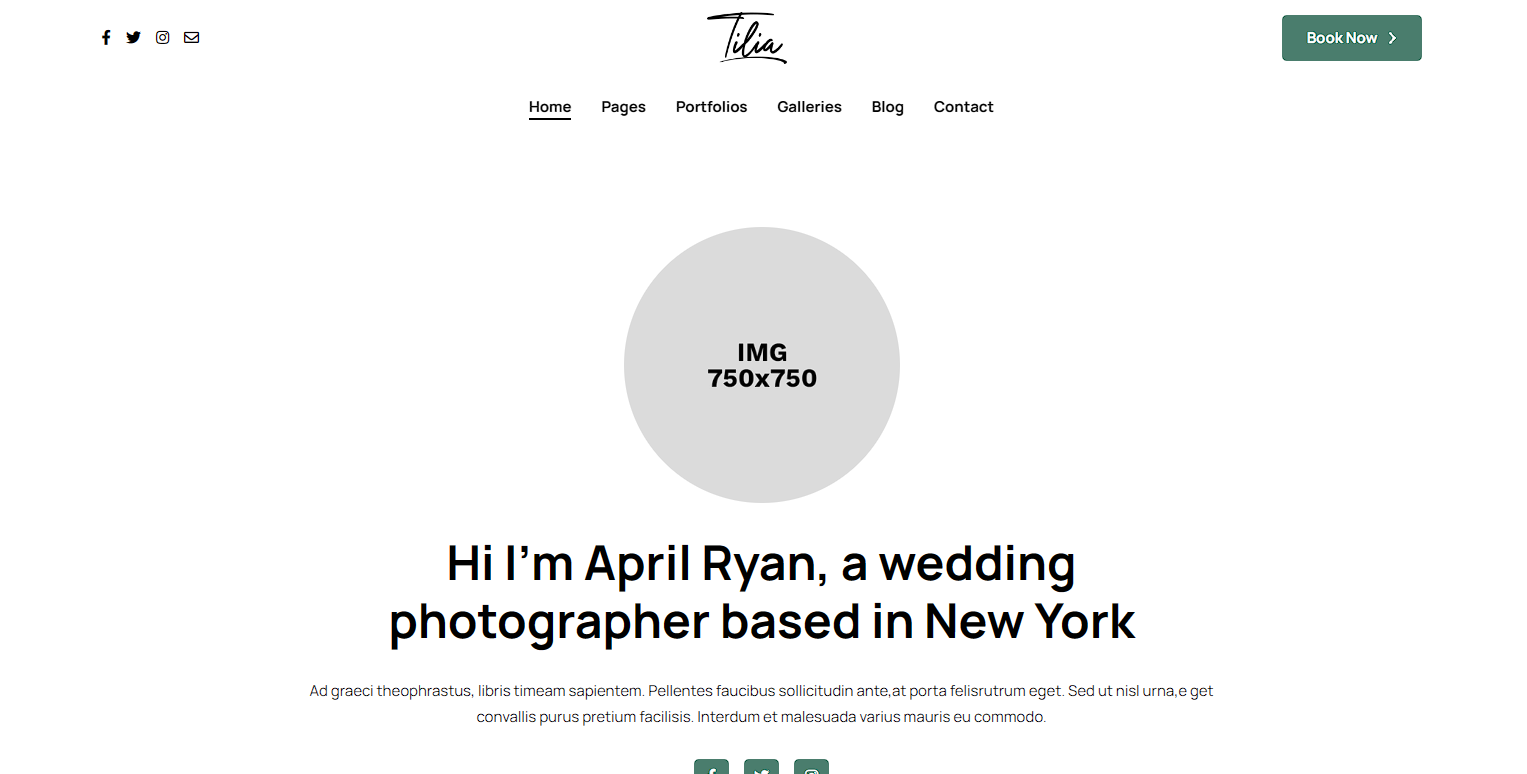 Tilia
Book Now
Home Pages Portfolios Galleries Blog Contact
IMG
750x750
Hi I’m April Ryan, a wedding
photographer based in New York
Ad graeci theophrastus, libris timeam sapientem. Pellentes faucibus sollicitudin ante,at porta felisrutrum eget. Sed ut nisl urna,e get
convallis purus pretium facilisis. Interdum et malesuada varius mauris eu commodo.